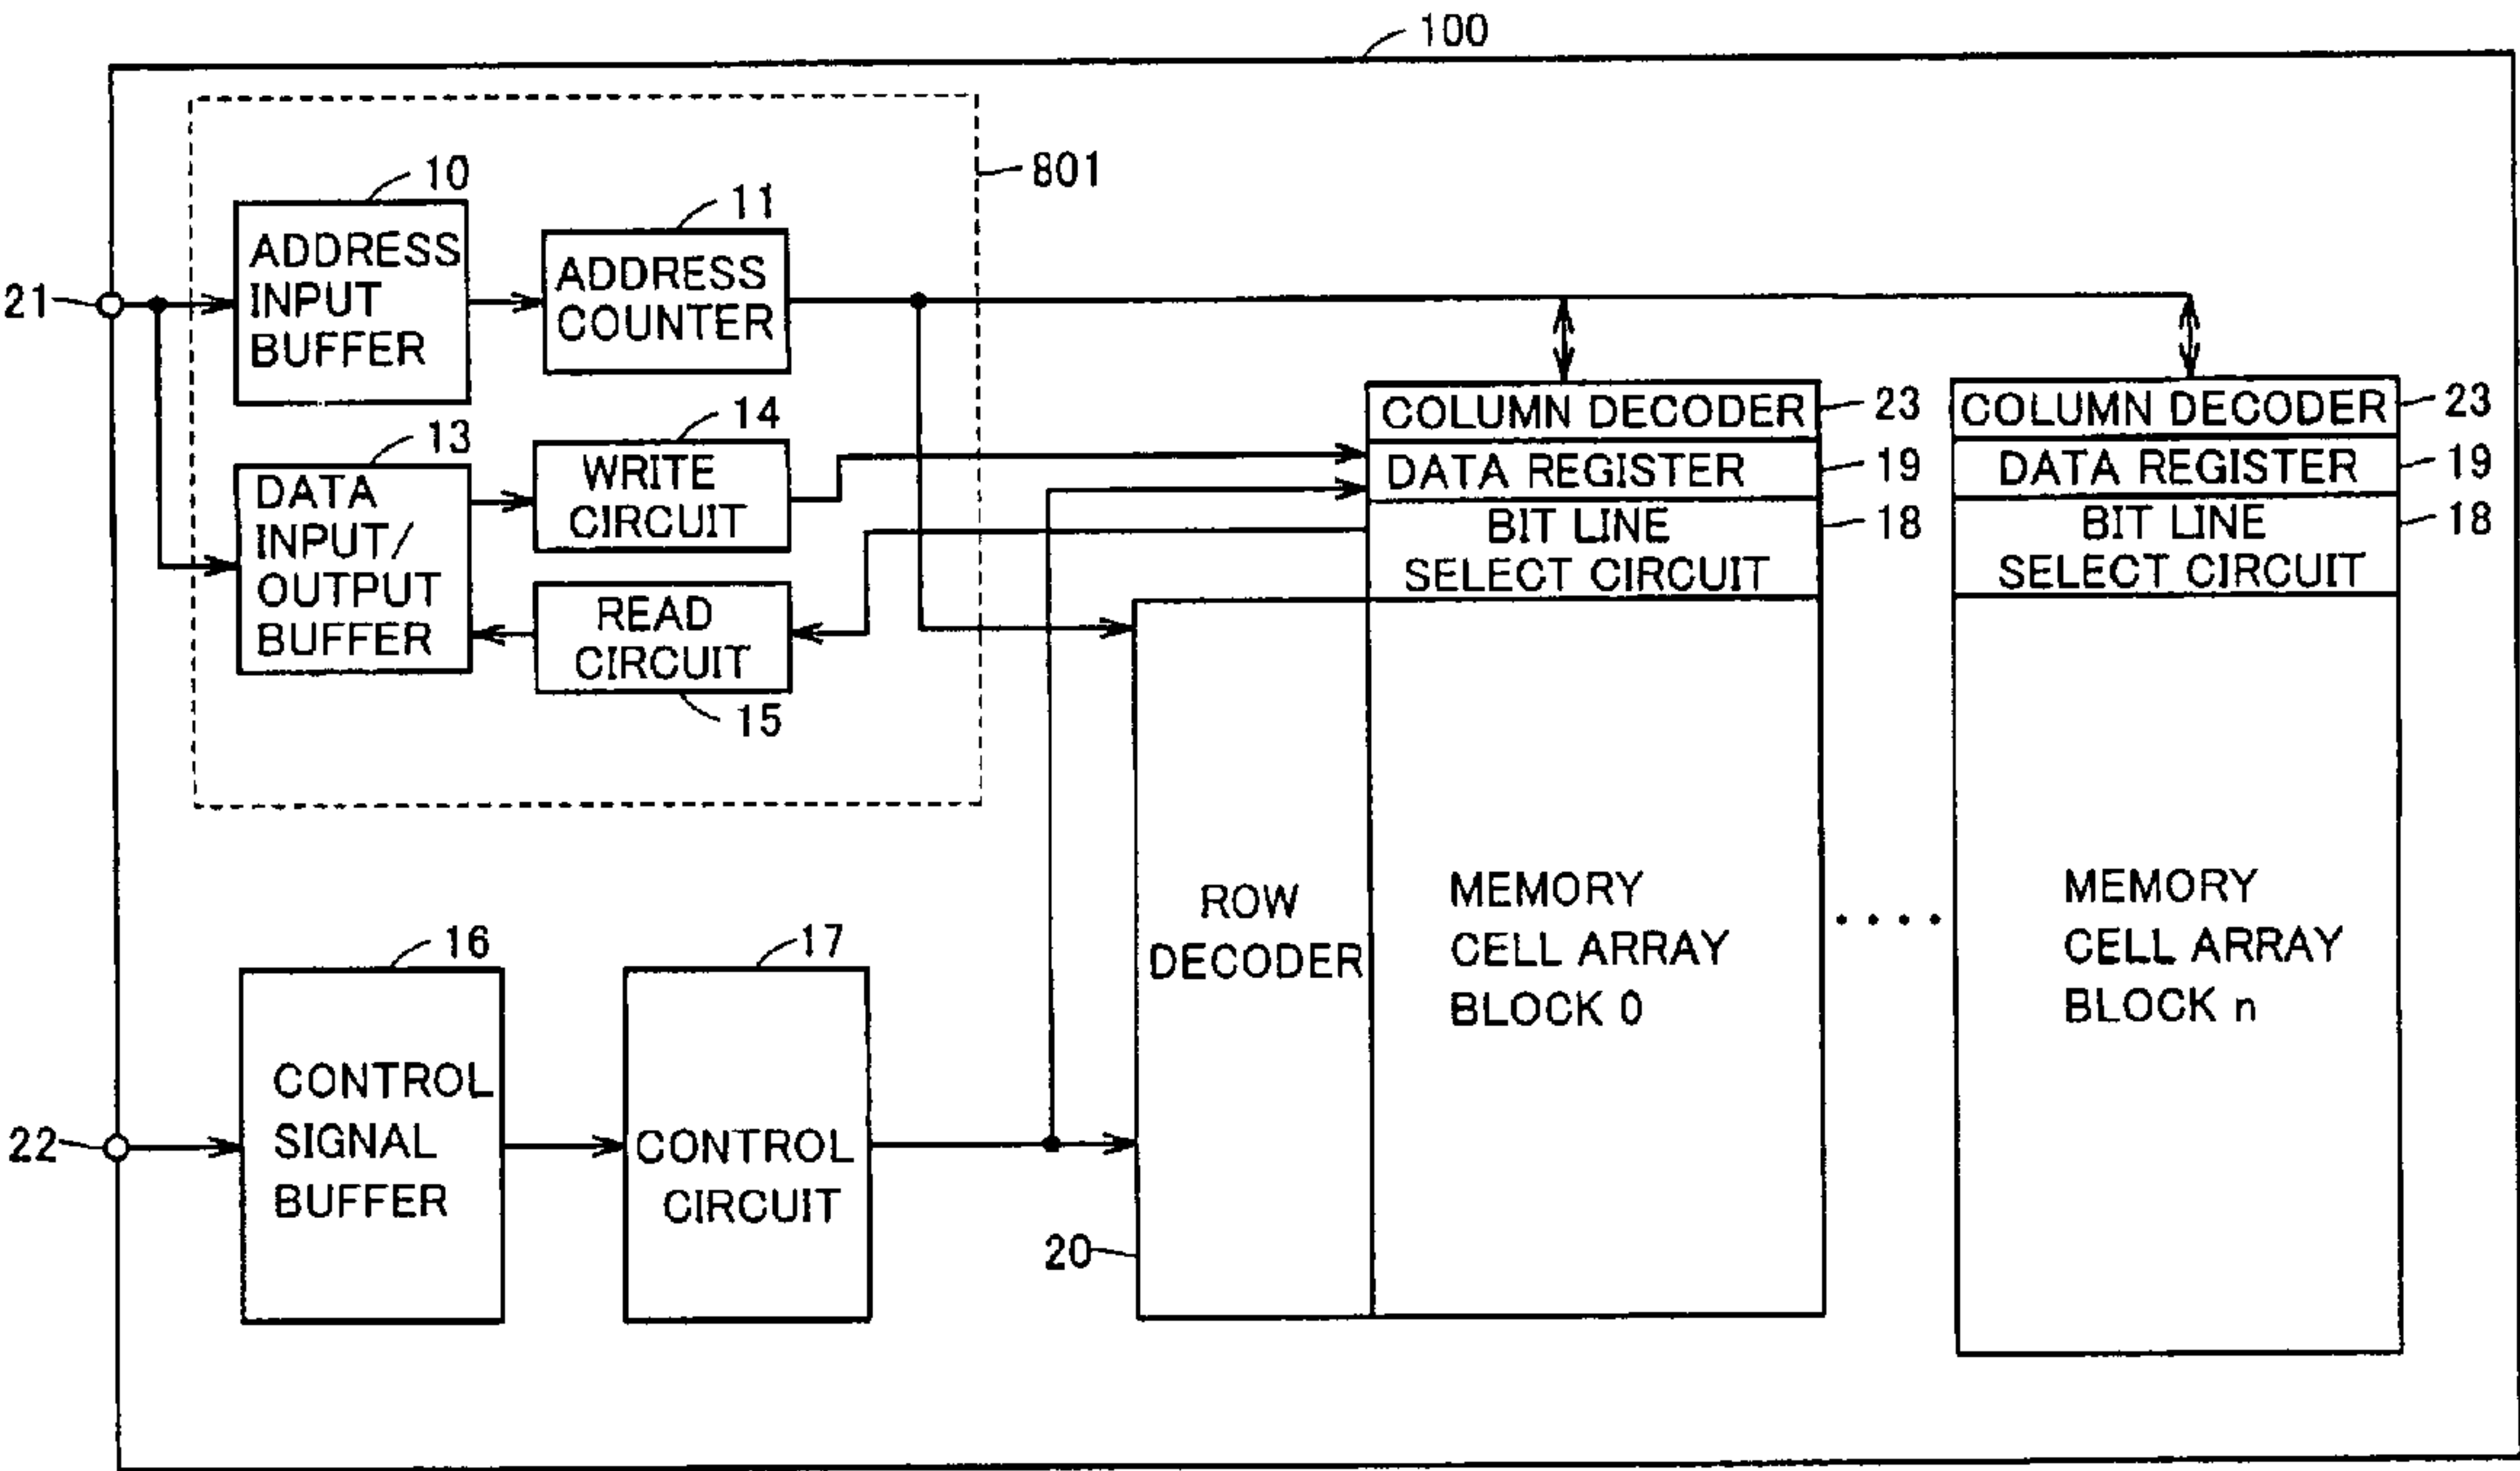 100
801
10
ADDRESS
INPUT
BUFFER
11
ADDRESS
COUNTER
21
13
DATA
INPUT/
OUTPUT
BUFFER
14
WRITE
CIRCUIT
READ
CIRCUIT
15
COLUMN DECODER
23
DATA REGISTER
19
BIT LINE
SELECT CIRCUIT
18
COLUMN DECODER
23
DATA REGISTER
19
BIT LINE
SELECT CIRCUIT
18
ROW
DECODER
20
MEMORY
CELL ARRAY
BLOCK 0
....
MEMORY
CELL ARRAY
BLOCK n
16
CONTROL
SIGNAL
BUFFER
22
17
CONTROL
CIRCUIT